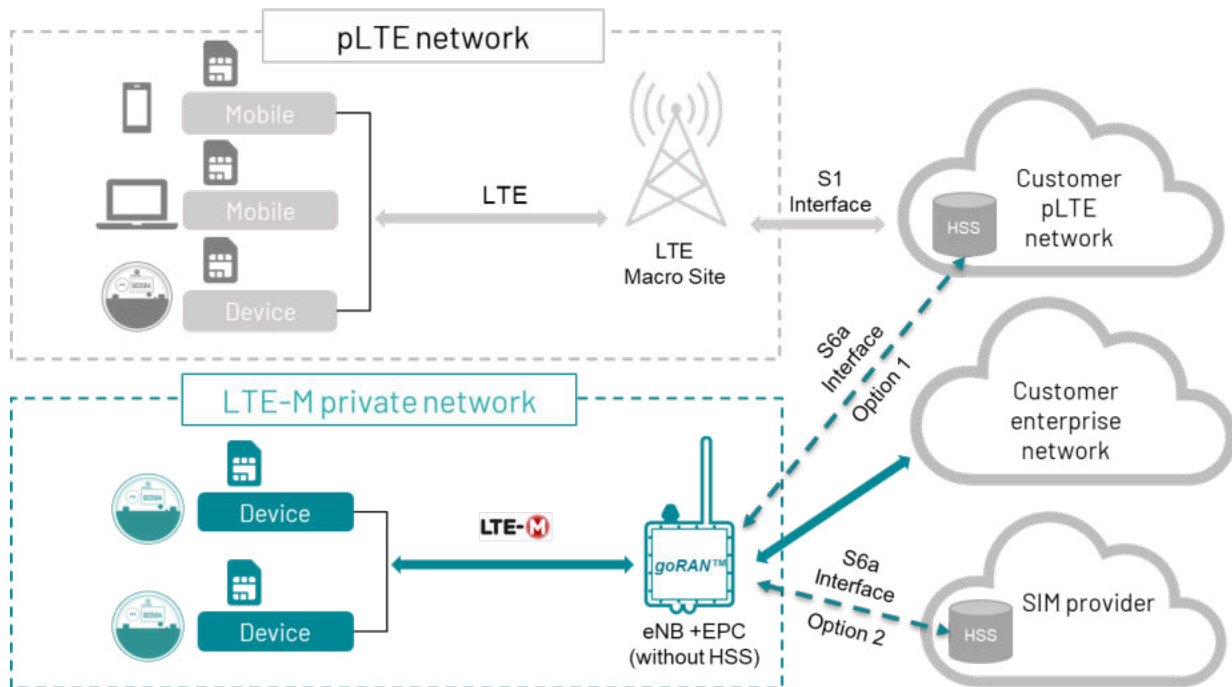 pLTE network
Mobile
Mobile
Device
LTE
LTE
Macro Site
S1
Interface
Customer
pLTE
network
HSS
S6a
Interface
Option 1
Customer
enterprise
network
LTE-M private network
Device
Device
LTE-M
goRAN™
eNB +EPC
(without HSS)
S6a
Interface
Option 2
SIM provider
HSS